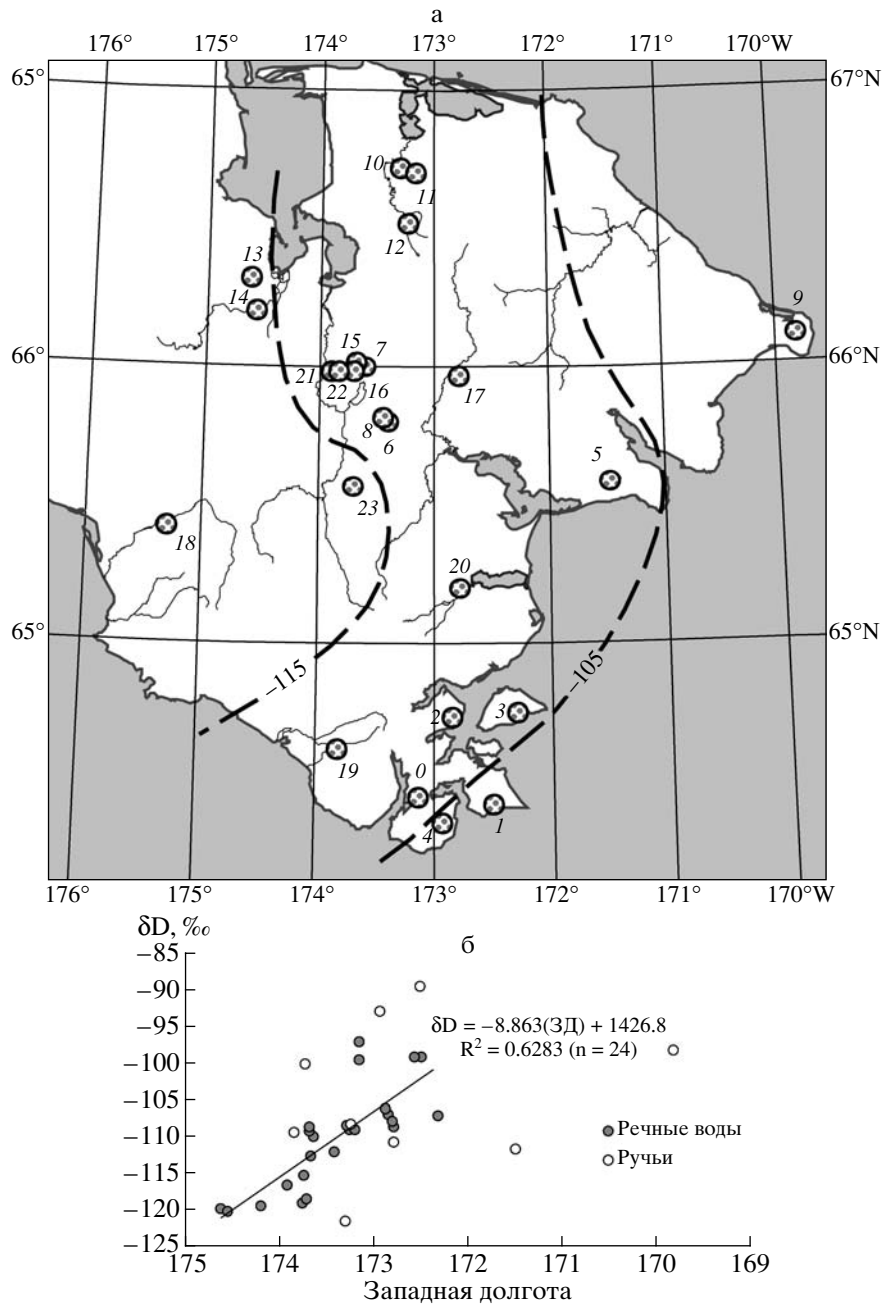 а
176° 175° 174° 173° 172° 171° 170°W
65° 67°N
10
11
12
13
14
9
15 7
66° 66°
21 22 16
17
8 6
5
23
18
20
65° 65°N
–115
–105
2 3
19
0
4 1
176° 175° 174° 173° 172° 171° 170°W
δD, ‰
б
–85
–90
–95
δD = –8.863(ЗД) + 1426.8
–100
R² = 0.6283 (n = 24)
–105
–110
Речные воды
–115
Ручьи
–120
–125
175 174 173 172 171 170 169
Западная долгота